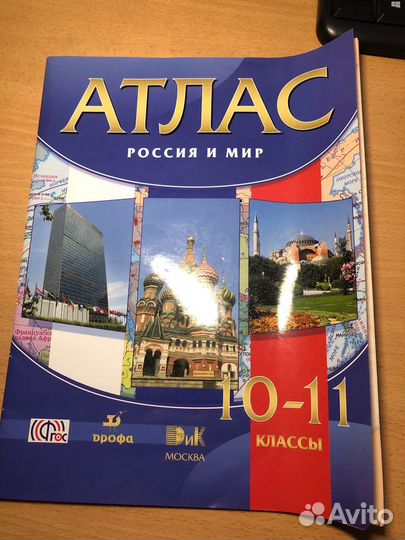 АТЛАС
РОССИЯ И МИР
10-11
КЛАССЫ
ФГОС
ДРОФА
ДиК
МОСКВА
Avito